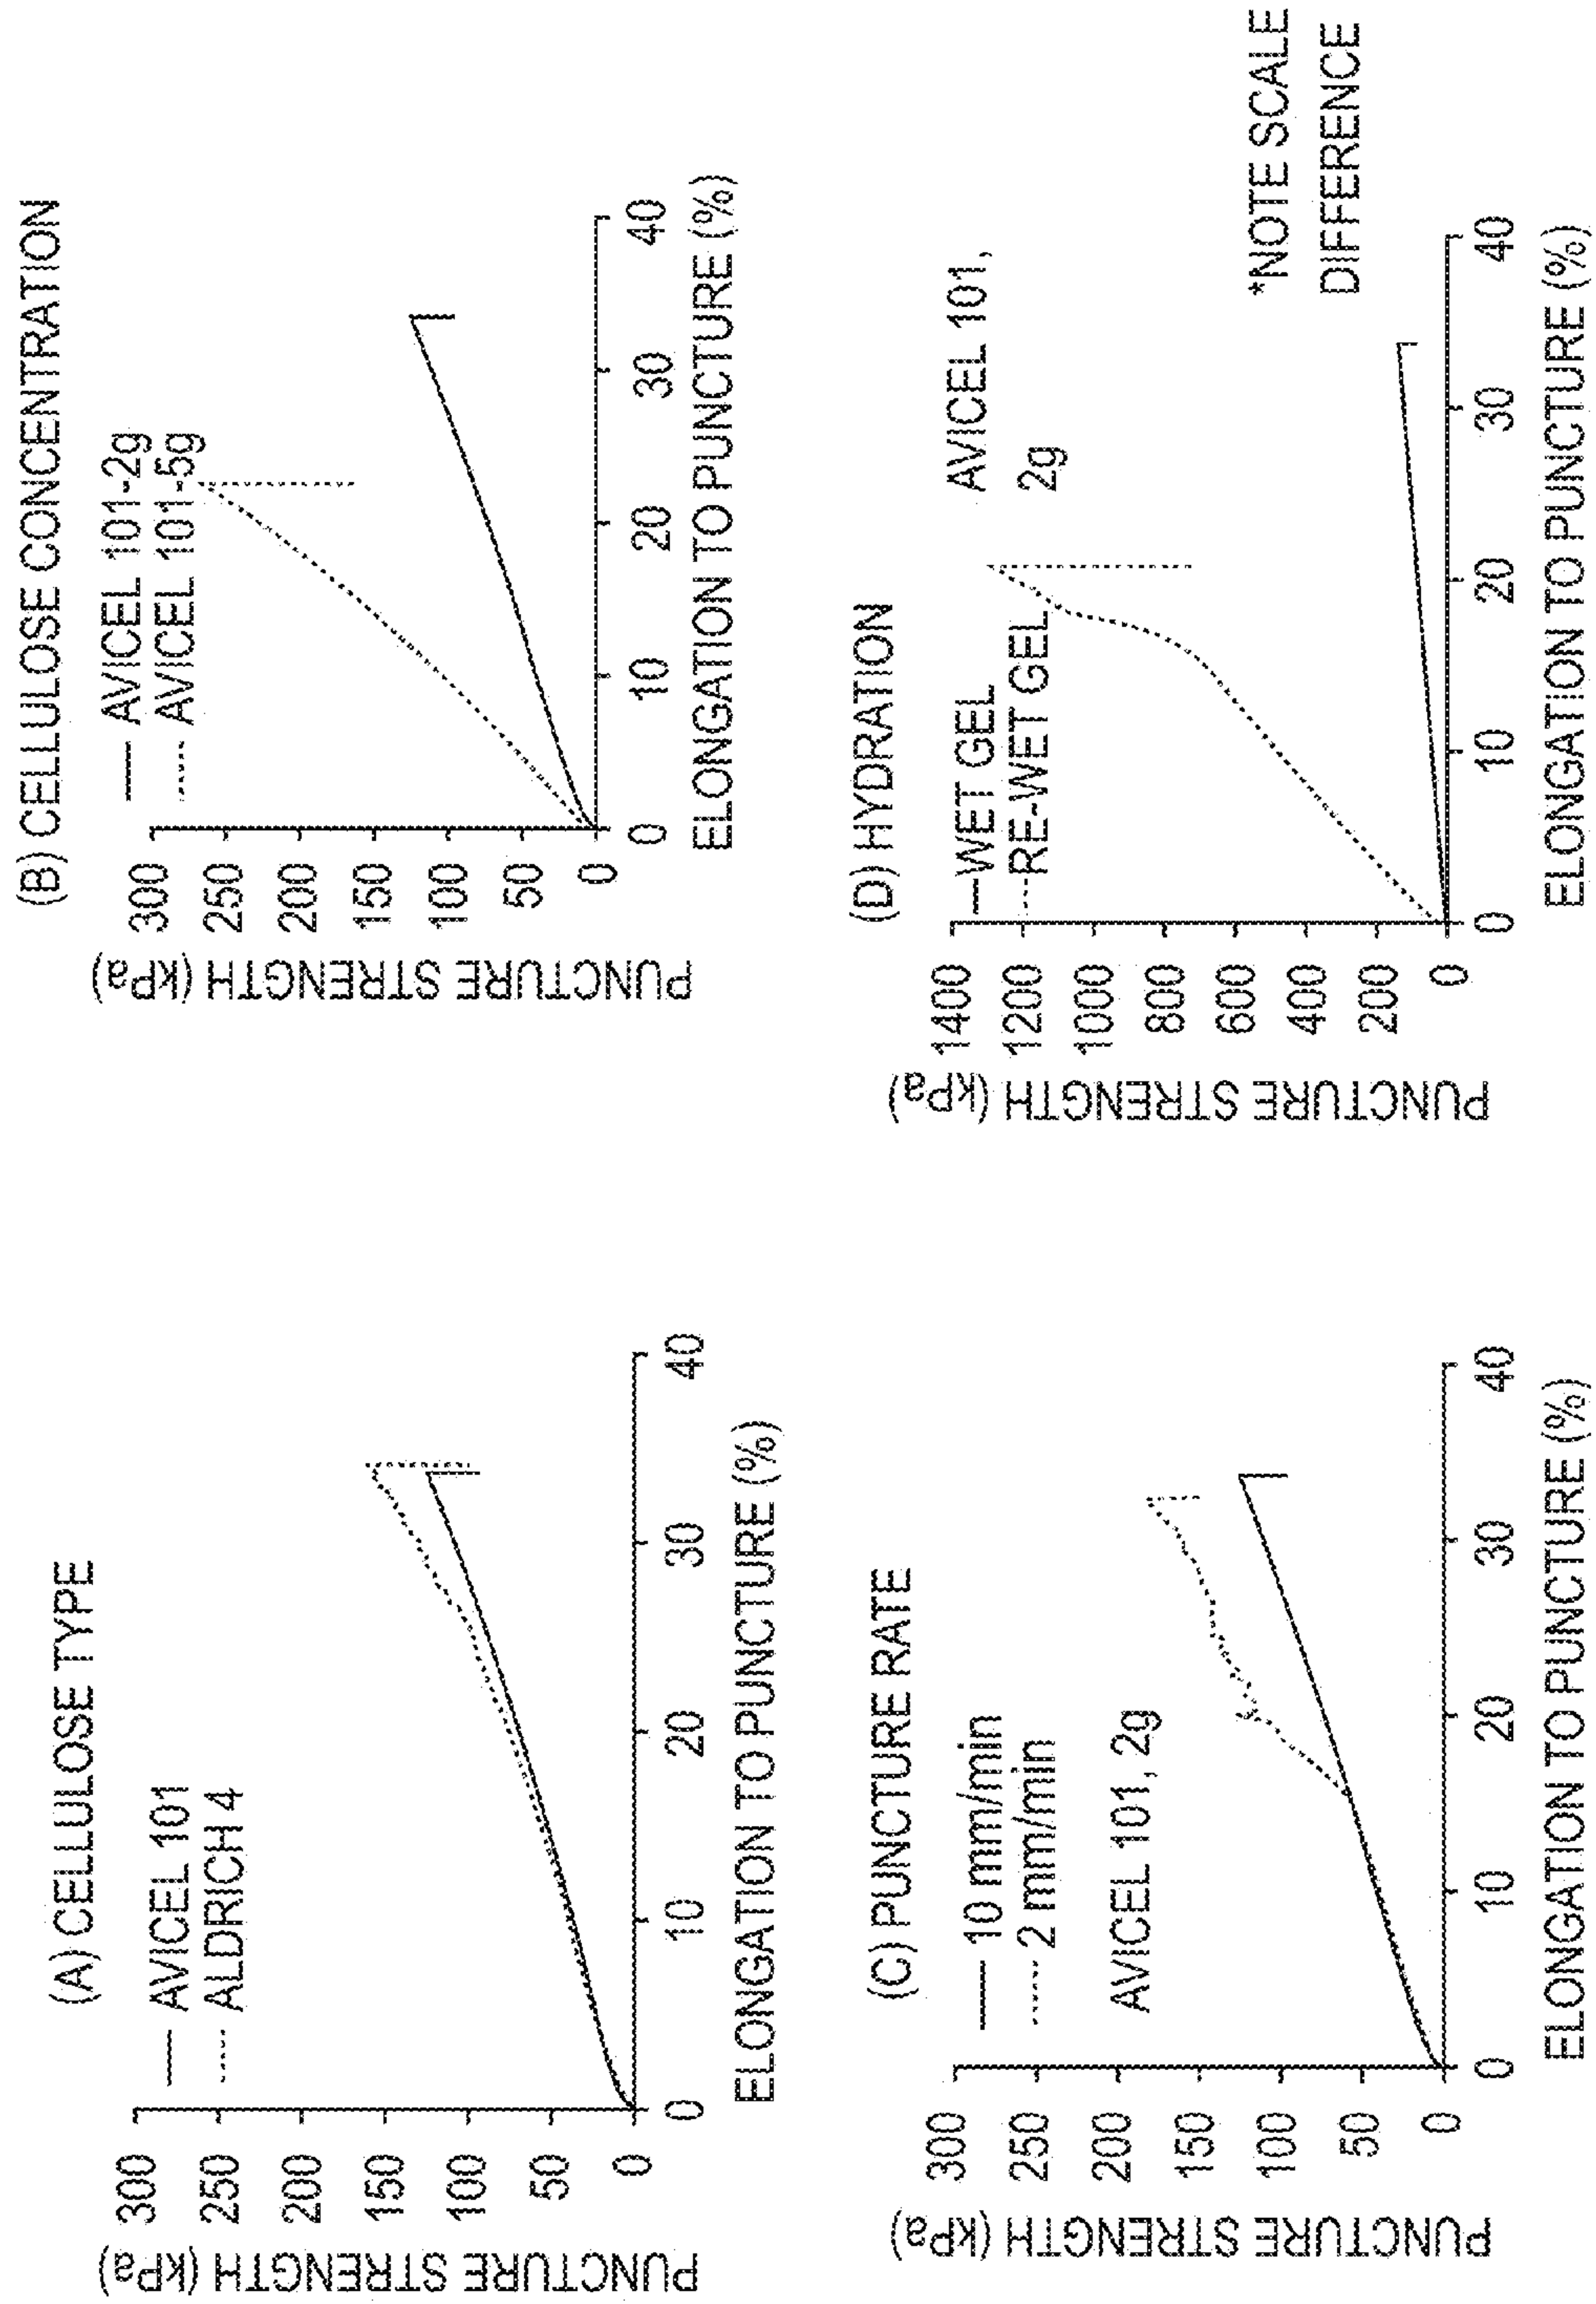 (A) CELLULOSE TYPE
AVICEL 101
ALDRICH 4
PUNCTURE STRENGTH (kPa)
300
250
200
150
100
50
0
0 10 20 30 40
ELONGATION TO PUNCTURE (%)
(B) CELLULOSE CONCENTRATION
AVICEL 101-2g
AVICEL 101-5g
PUNCTURE STRENGTH (kPa)
300
250
200
150
100
50
0
0 10 20 30 40
ELONGATION TO PUNCTURE (%)
(C) PUNCTURE RATE
10 mm/min
2 mm/min
AVICEL 101, 2g
PUNCTURE STRENGTH (kPa)
300
250
200
150
100
50
0
0 10 20 30 40
ELONGATION TO PUNCTURE (%)
(D) HYDRATION
WET GEL
RE-WET GEL
AVICEL 101,
2g
PUNCTURE STRENGTH (kPa)
1400
1200
1000
800
600
400
200
0
0 10 20 30 40
ELONGATION TO PUNCTURE (%)
*NOTE SCALE
DIFFERENCE